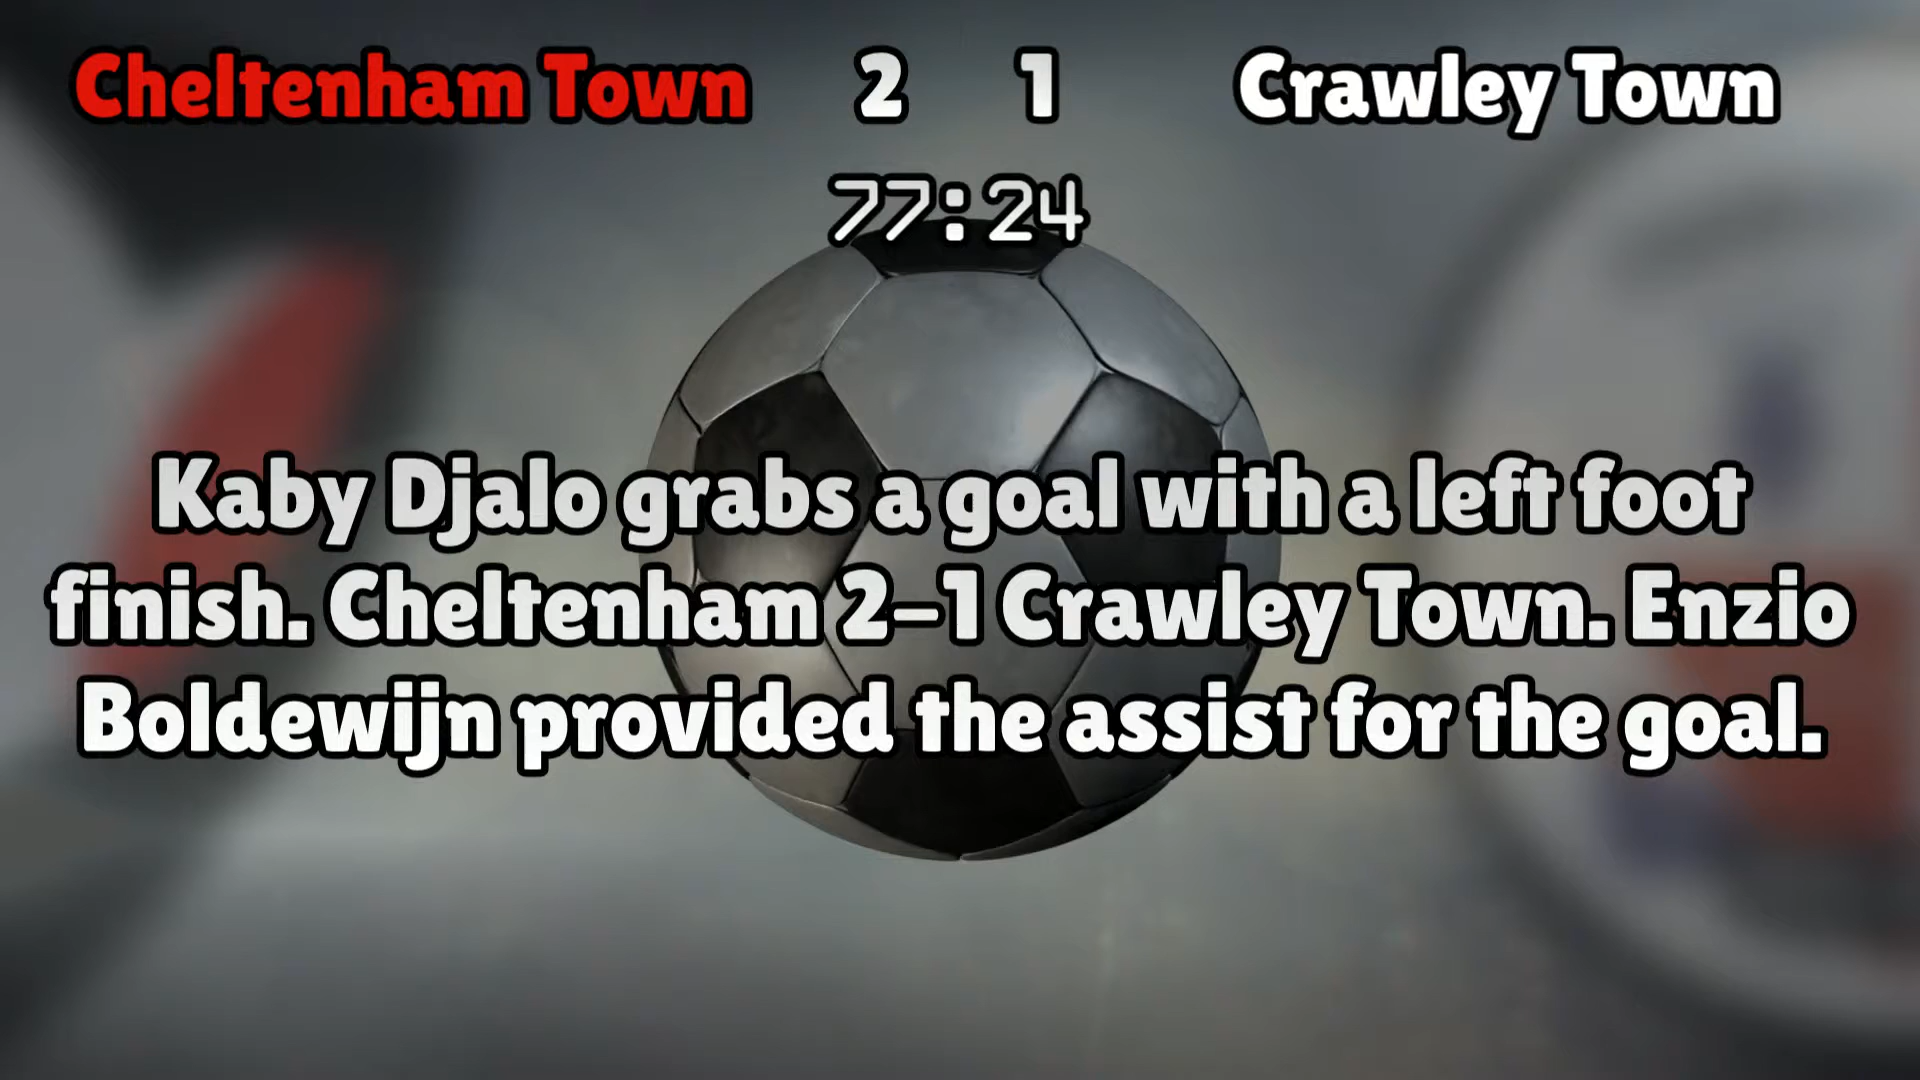 Cheltenham Town 2 1 Crawley Town
77:24
Kaby Djalo grabs a goal with a left foot
finish. Cheltenham 2-1 Crawley Town. Enzio
Boldewijn provided the assist for the goal.